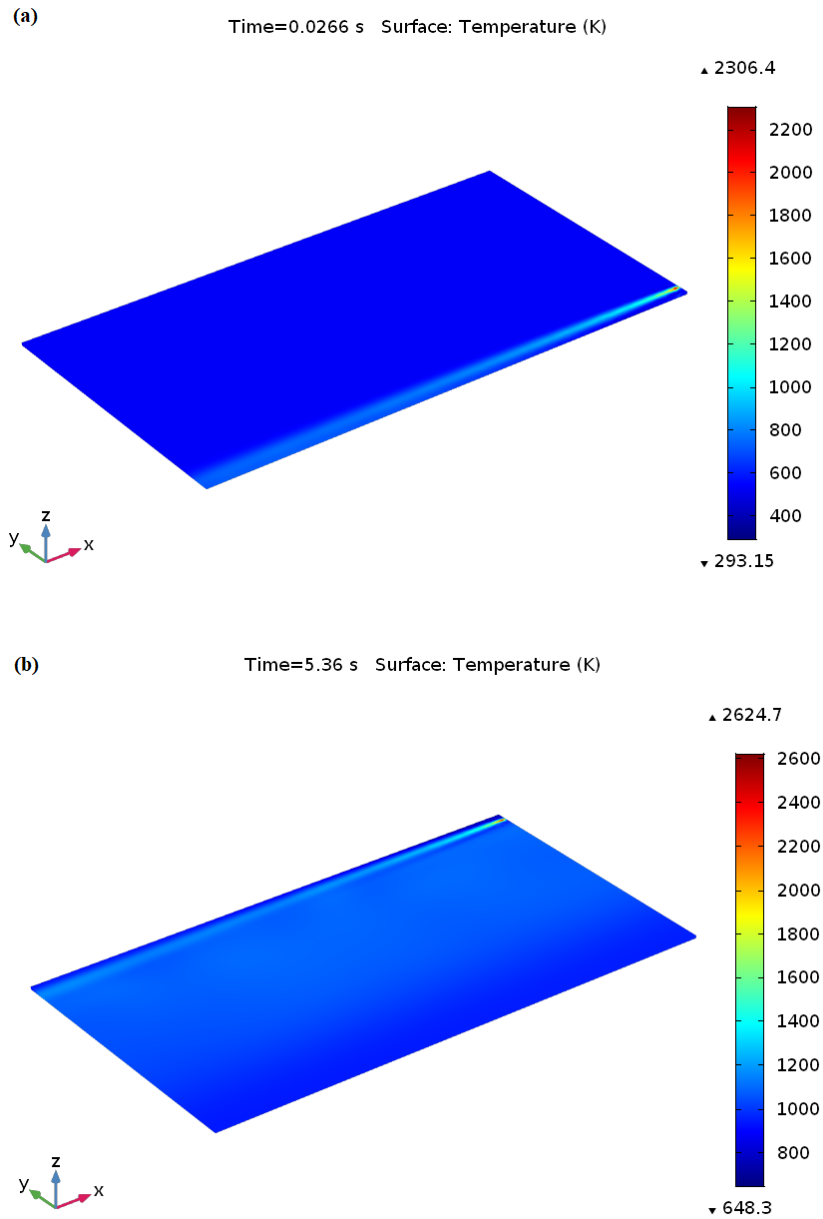 (a)
Time=0.0266 s Surface: Temperature (K)
▲ 2306.4
2200
2000
1800
1600
1400
1200
1000
800
600
400
▼ 293.15
z
y
x
(b)
Time=5.36 s Surface: Temperature (K)
▲ 2624.7
2600
2400
2200
2000
1800
1600
1400
1200
1000
800
▼ 648.3
z
y
x